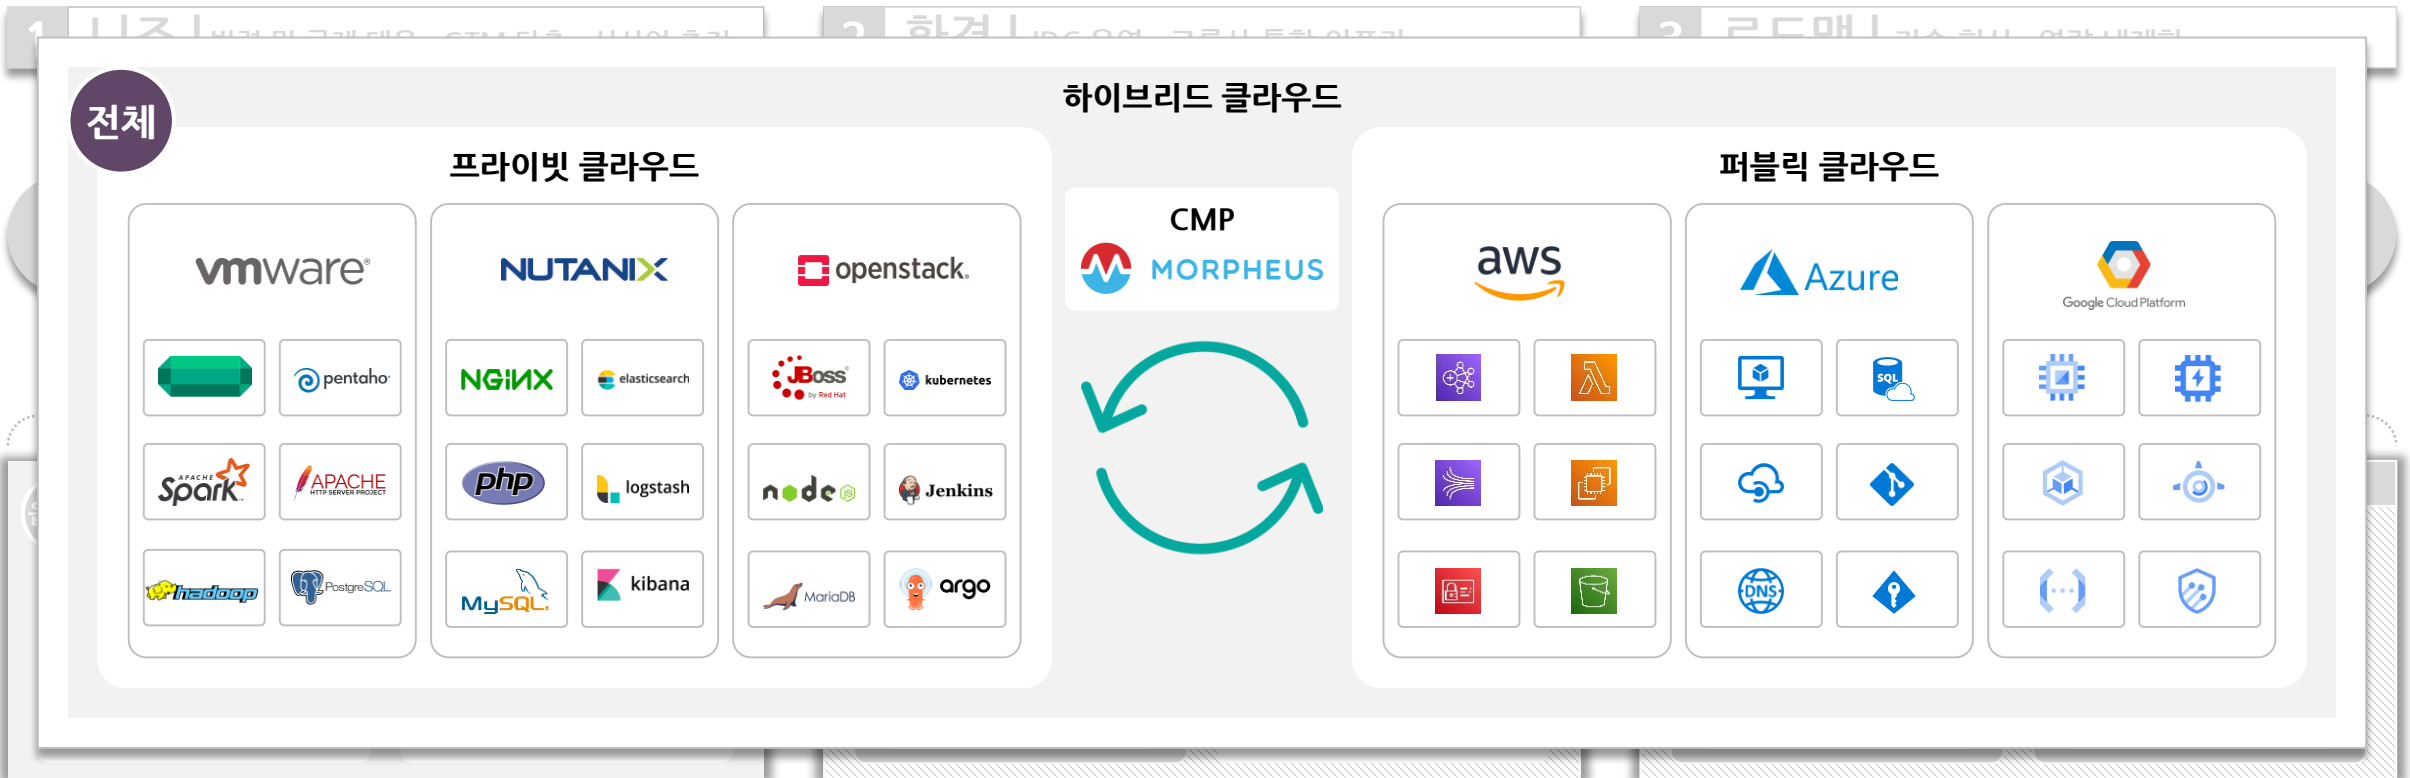 하이브리드 클라우드
전체
프라이빗 클라우드
퍼블릭 클라우드
CMP
MORPHEUS
vmware®
NUTANIX
openstack.
aws
Azure
Google Cloud Platform
pentaho
NGINX
elasticsearch
JBoss®
by Red Hat
kubernetes
SQL
APACHE
Spark
APACHE
HTTP SERVER PROJECT
php
logstash
node JS
Jenkins
hadoop
PostgreSQL
MySQL
kibana
MariaDB
argo
DNS